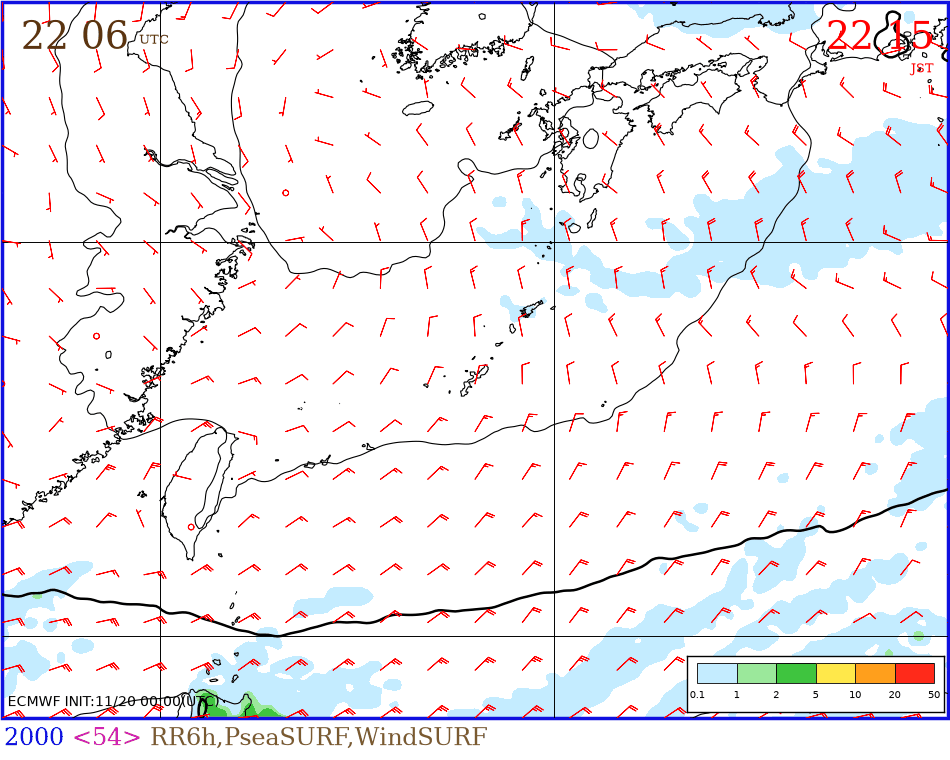 22 06 UTC 22 15 JST
ECMWF INIT:11/20 00:00(UTC)
0.1 1 2 5 10 20 50
2000 <54> RR6h,PseaSURF,WindSURF